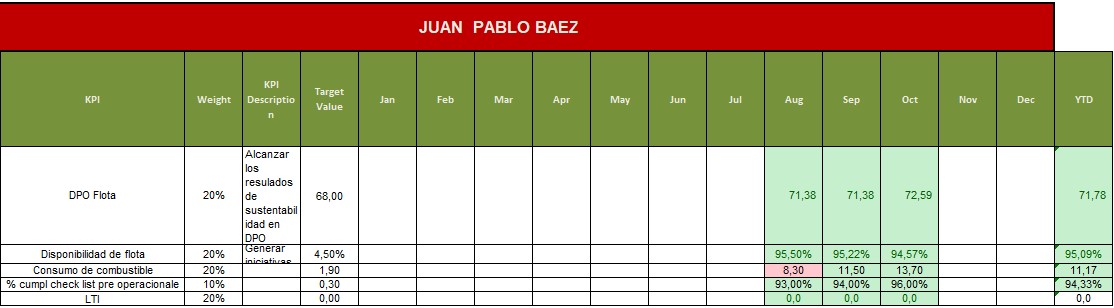 JUAN PABLO BAEZ
KPI Weight KPI Descriptio n Target Value Jan Feb Mar Apr May Jun Jul Aug Sep Oct Nov Dec YTD
DPO Flota 20% Alcanzar los resulados de sustentabil idad en DPO 68,00 71,38 71,38 72,59 71,78
Disponibilidad de flota 20% Generar iniciativas 4,50% 95,50% 95,22% 94,57% 95,09%
Consumo de combustible 20% 1,90 8,30 11,50 13,70 11,17
% cumpl check list pre operacionale 10% 0,30 93,00% 94,00% 96,00% 94,33%
LTI 20% 0,00 0,0 0,0 0,0 0,0